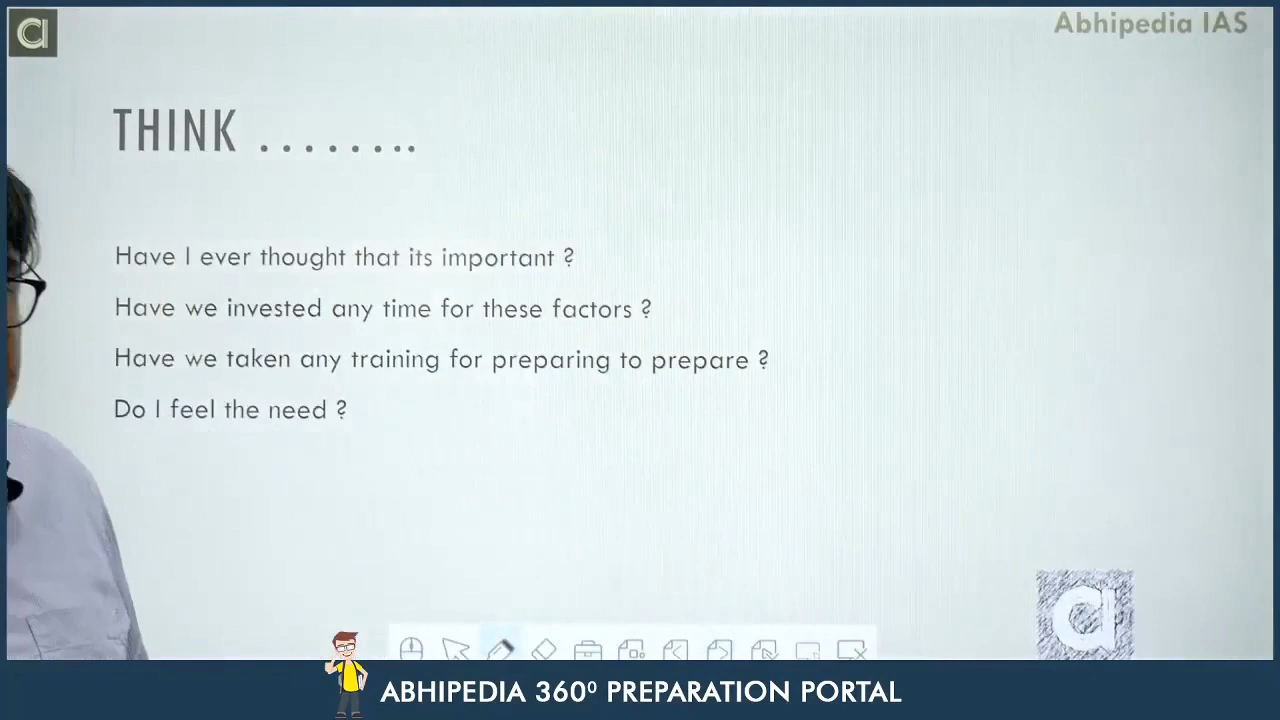 Abhipedia IAS
THINK ........
Have I ever thought that its important ?
Have we invested any time for these factors ?
Have we taken any training for preparing to prepare ?
Do I feel the need ?
ABHIPEDIA 360⁰ PREPARATION PORTAL